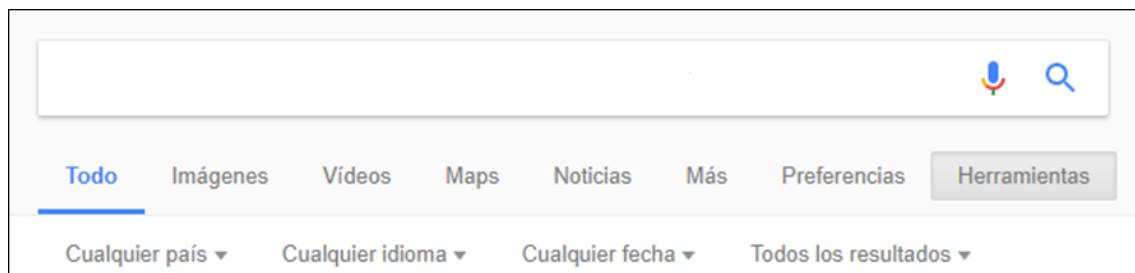 Todo Imágenes Vídeos Maps Noticias Más Preferencias Herramientas
Cualquier país Cualquier idioma Cualquier fecha Todos los resultados